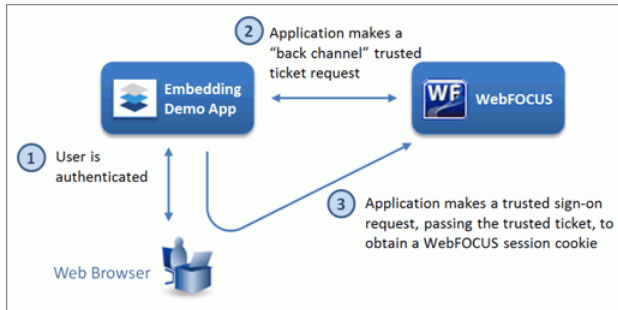 2
Application makes a
“back channel” trusted
ticket request
Embedding
Demo App
WF
WebFOCUS
1
User is
authenticated
3
Application makes a trusted sign-on
request, passing the trusted ticket, to
obtain a WebFOCUS session cookie
Web Browser